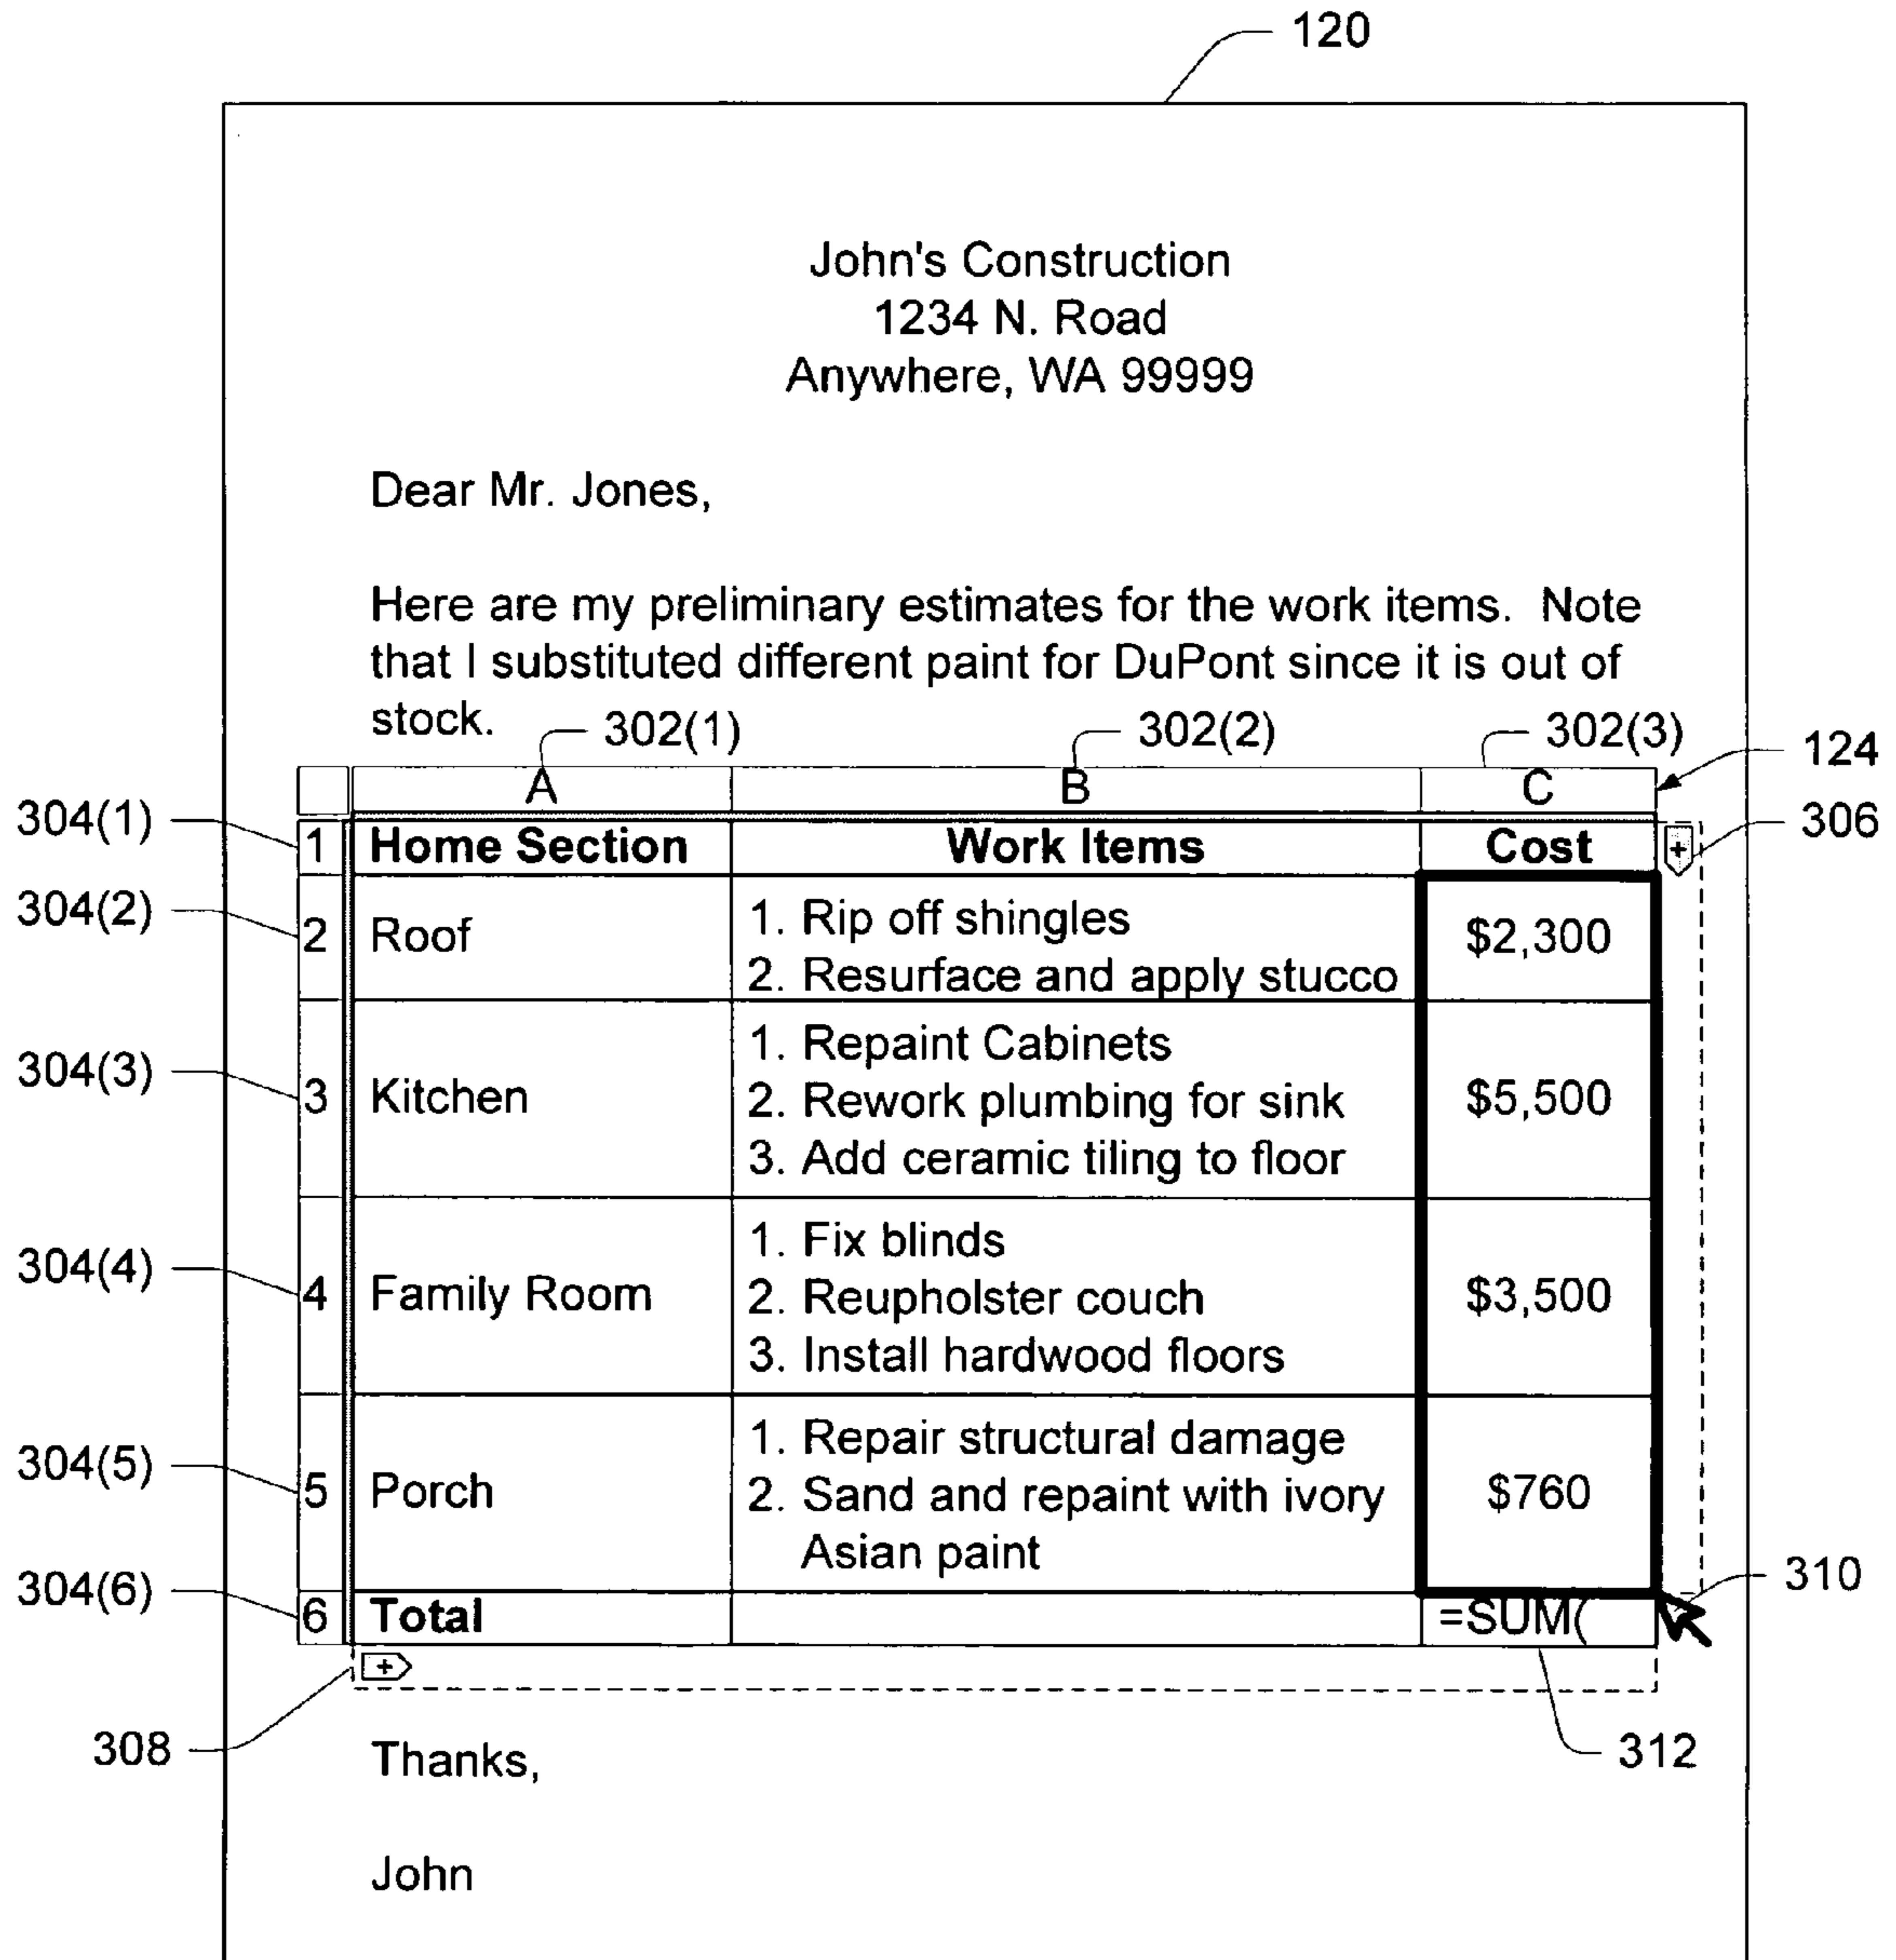 120
John's Construction
1234 N. Road
Anywhere, WA 99999
Dear Mr. Jones,
Here are my preliminary estimates for the work items. Note
that I substituted different paint for DuPont since it is out of
stock.
302(1) 302(2) 302(3)
124
A B C
304(1)
306
1 Home Section Work Items Cost
+
304(2)
2 Roof
1. Rip off shingles
2. Resurface and apply stucco
$2,300
304(3)
3 Kitchen
1. Repaint Cabinets
2. Rework plumbing for sink
3. Add ceramic tiling to floor
$5,500
304(4)
4 Family Room
1. Fix blinds
2. Reupholster couch
3. Install hardwood floors
$3,500
304(5)
5 Porch
1. Repair structural damage
2. Sand and repaint with ivory
Asian paint
$760
304(6)
310
6 Total =SUM(
+
308
312
Thanks,
John